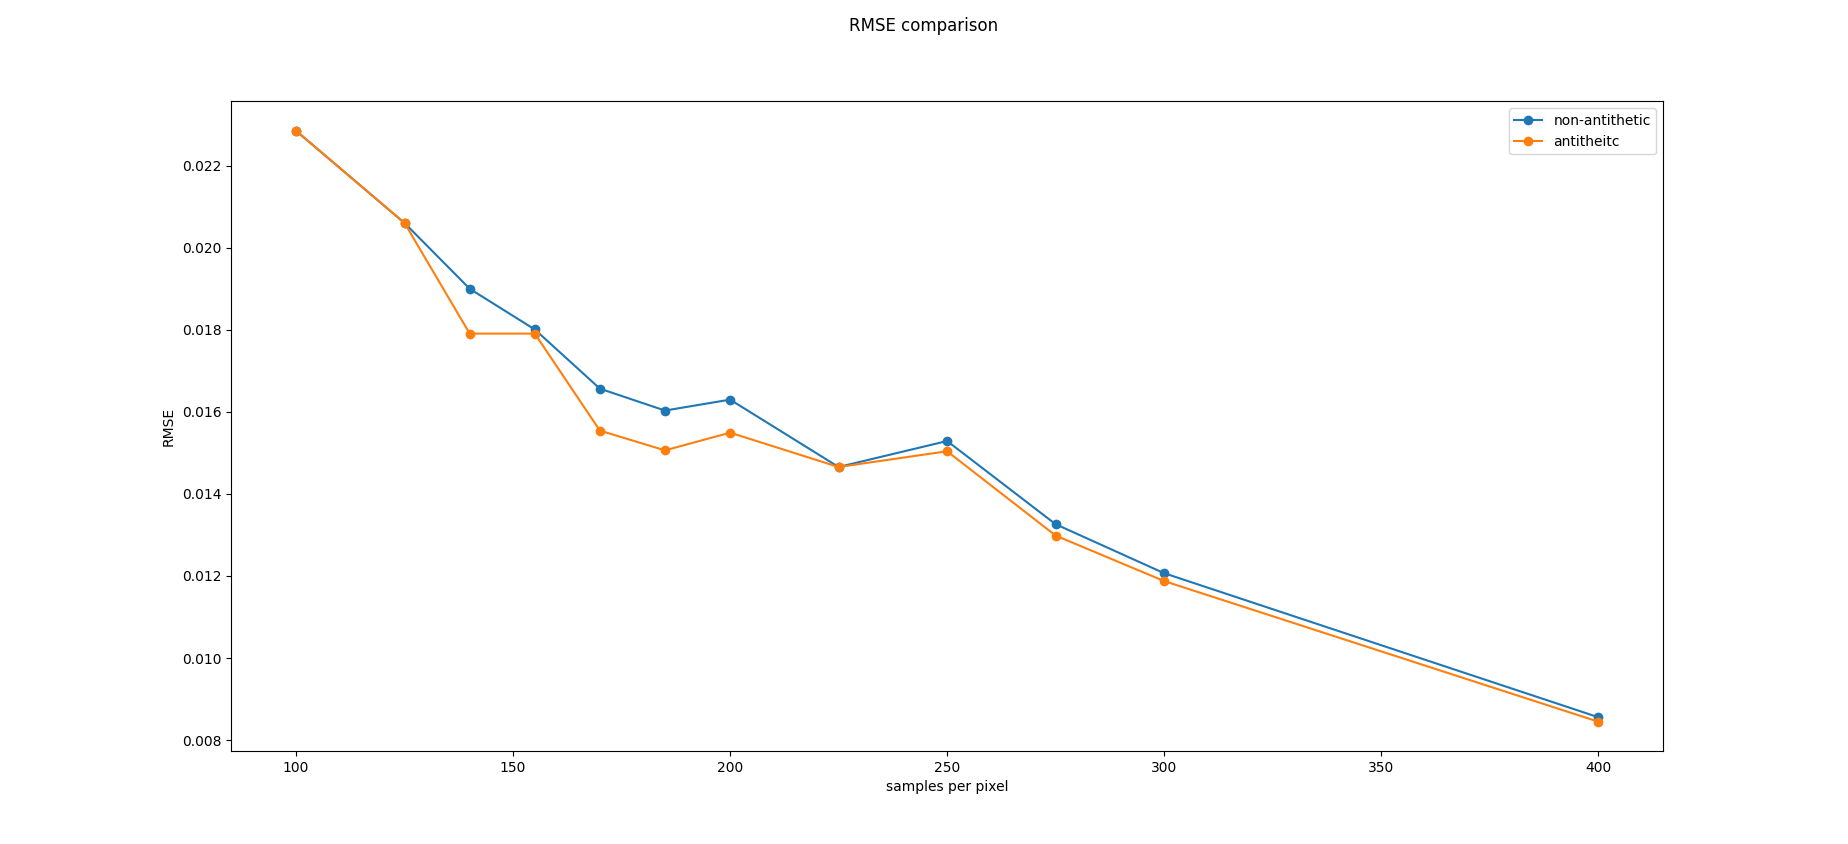 RMSE comparison
non-antithetic
antitheitc
0.022
0.020
0.018
0.016
0.014
0.012
0.010
0.008
RMSE
100 150 200 250 300 350 400
samples per pixel